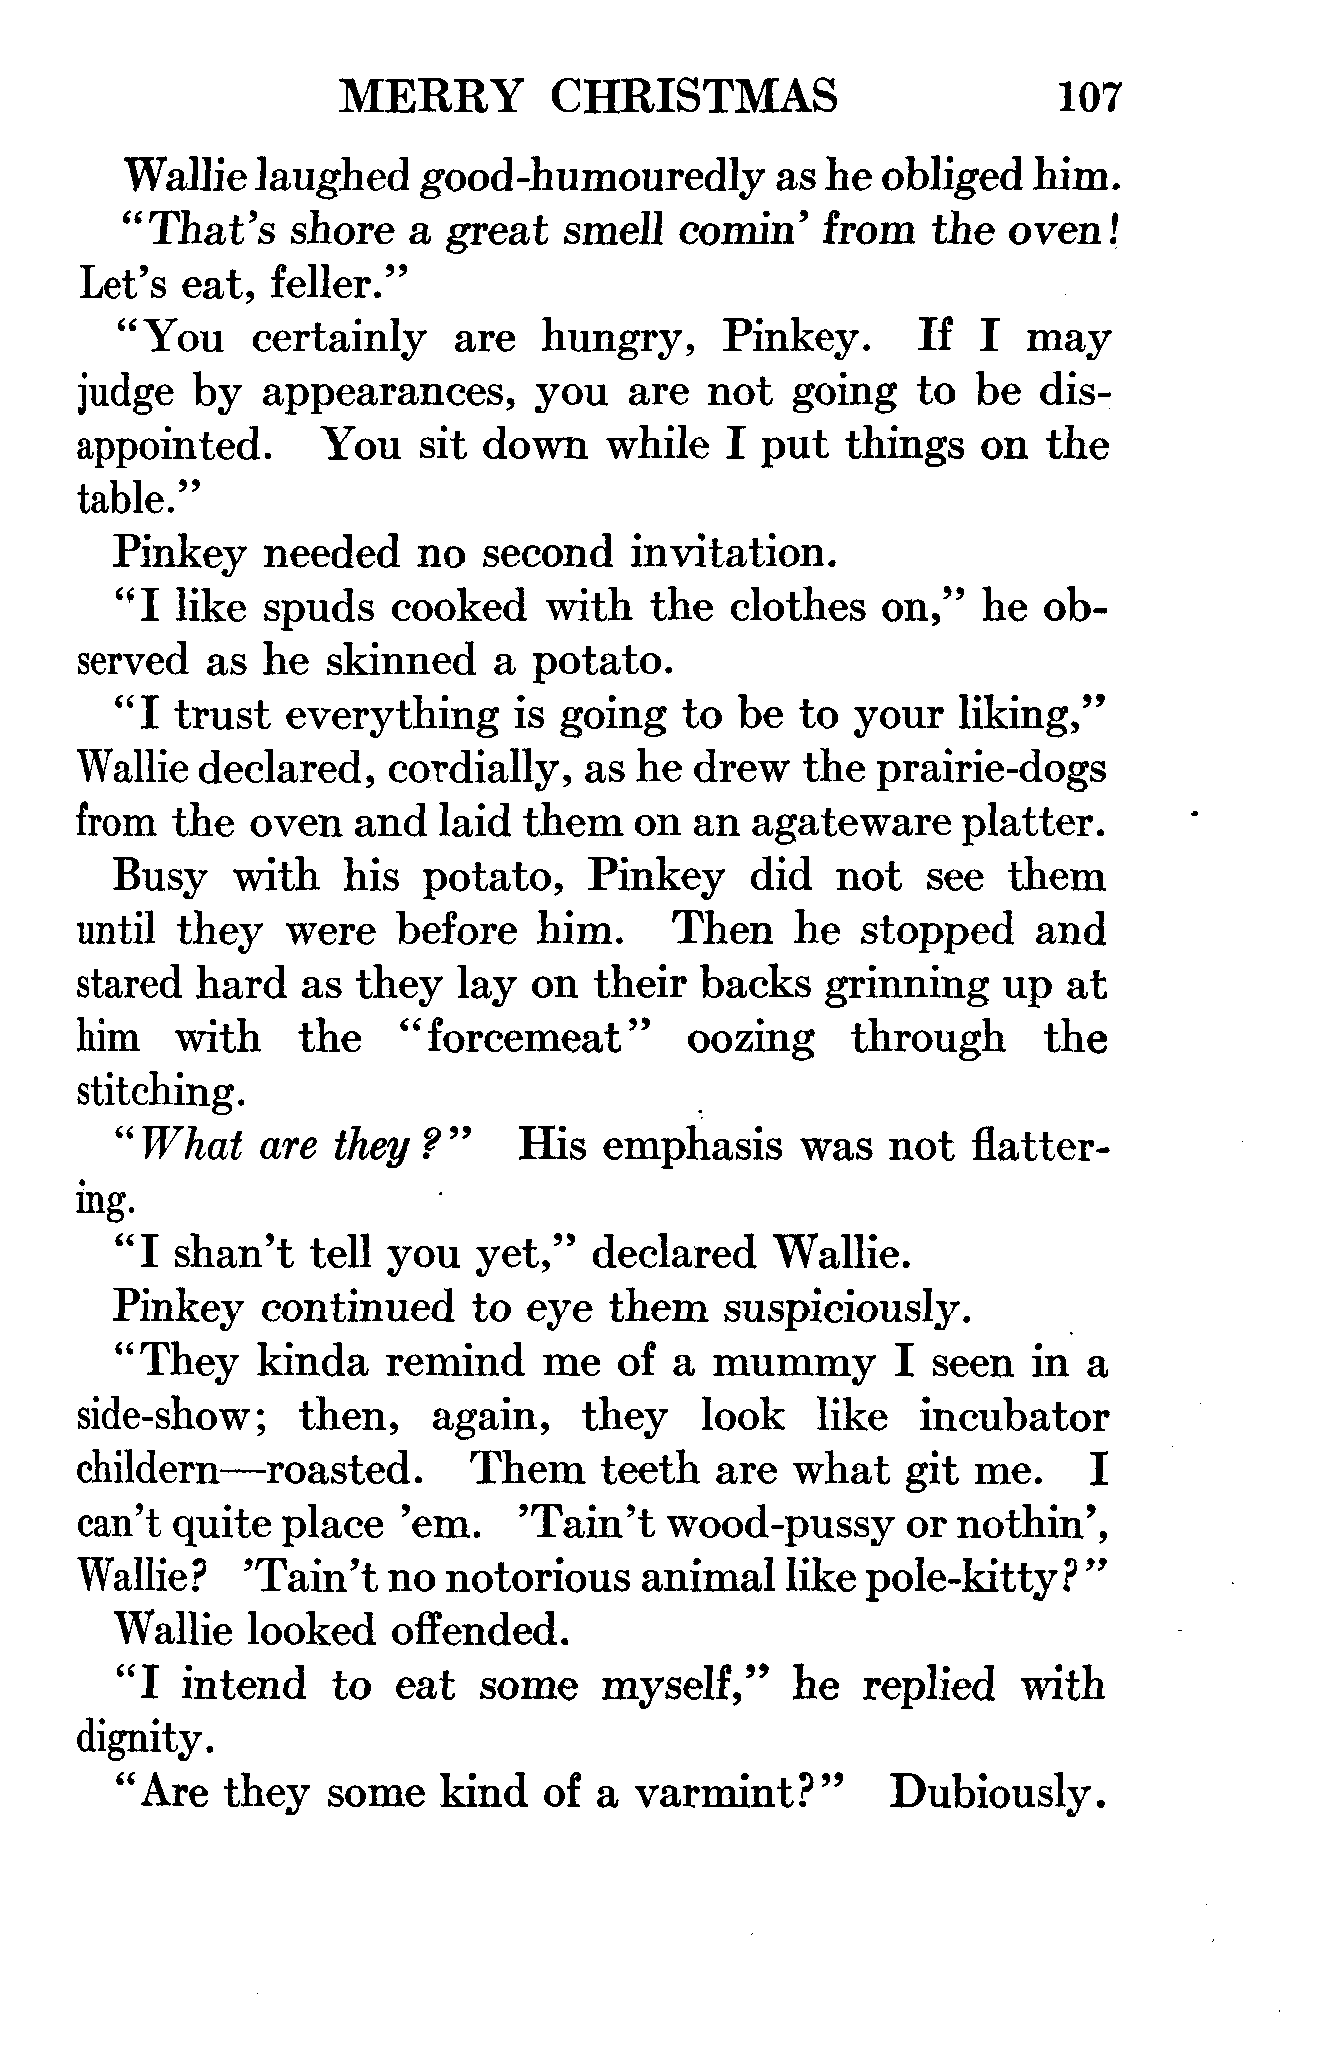 MERRY CHRISTMAS 107
Wallie laughed good-humouredly as he obliged him.
"That's shore a great smell comin' from the oven!
Let's eat, feller."
"You certainly are hungry, Pinkey. If I may
judge by appearances, you are not going to be dis-
appointed. You sit down while I put things on the
table."
Pinkey needed no second invitation.
"I like spuds cooked with the clothes on," he ob-
served as he skinned a potato.
"I trust everything is going to be to your liking,"
Wallie declared, cordially, as he drew the prairie-dogs
from the oven and laid them on an agateware platter.
Busy with his potato, Pinkey did not see them
until they were before him. Then he stopped and
stared hard as they lay on their backs grinning up at
him with the "forcemeat" oozing through the
stitching.
"What are they?" His emphasis was not flatter-
ing.
"I shan't tell you yet," declared Wallie.
Pinkey continued to eye them suspiciously.
"They kinda remind me of a mummy I seen in a
side-show; then, again, they look like incubator
childern—roasted. Them teeth are what git me. I
can't quite place 'em. 'Tain't wood-pussy or nothin',
Wallie? 'Tain't no notorious animal like pole-kitty?"
Wallie looked offended.
"I intend to eat some myself," he replied with
dignity.
"Are they some kind of a varmint?" Dubiously.